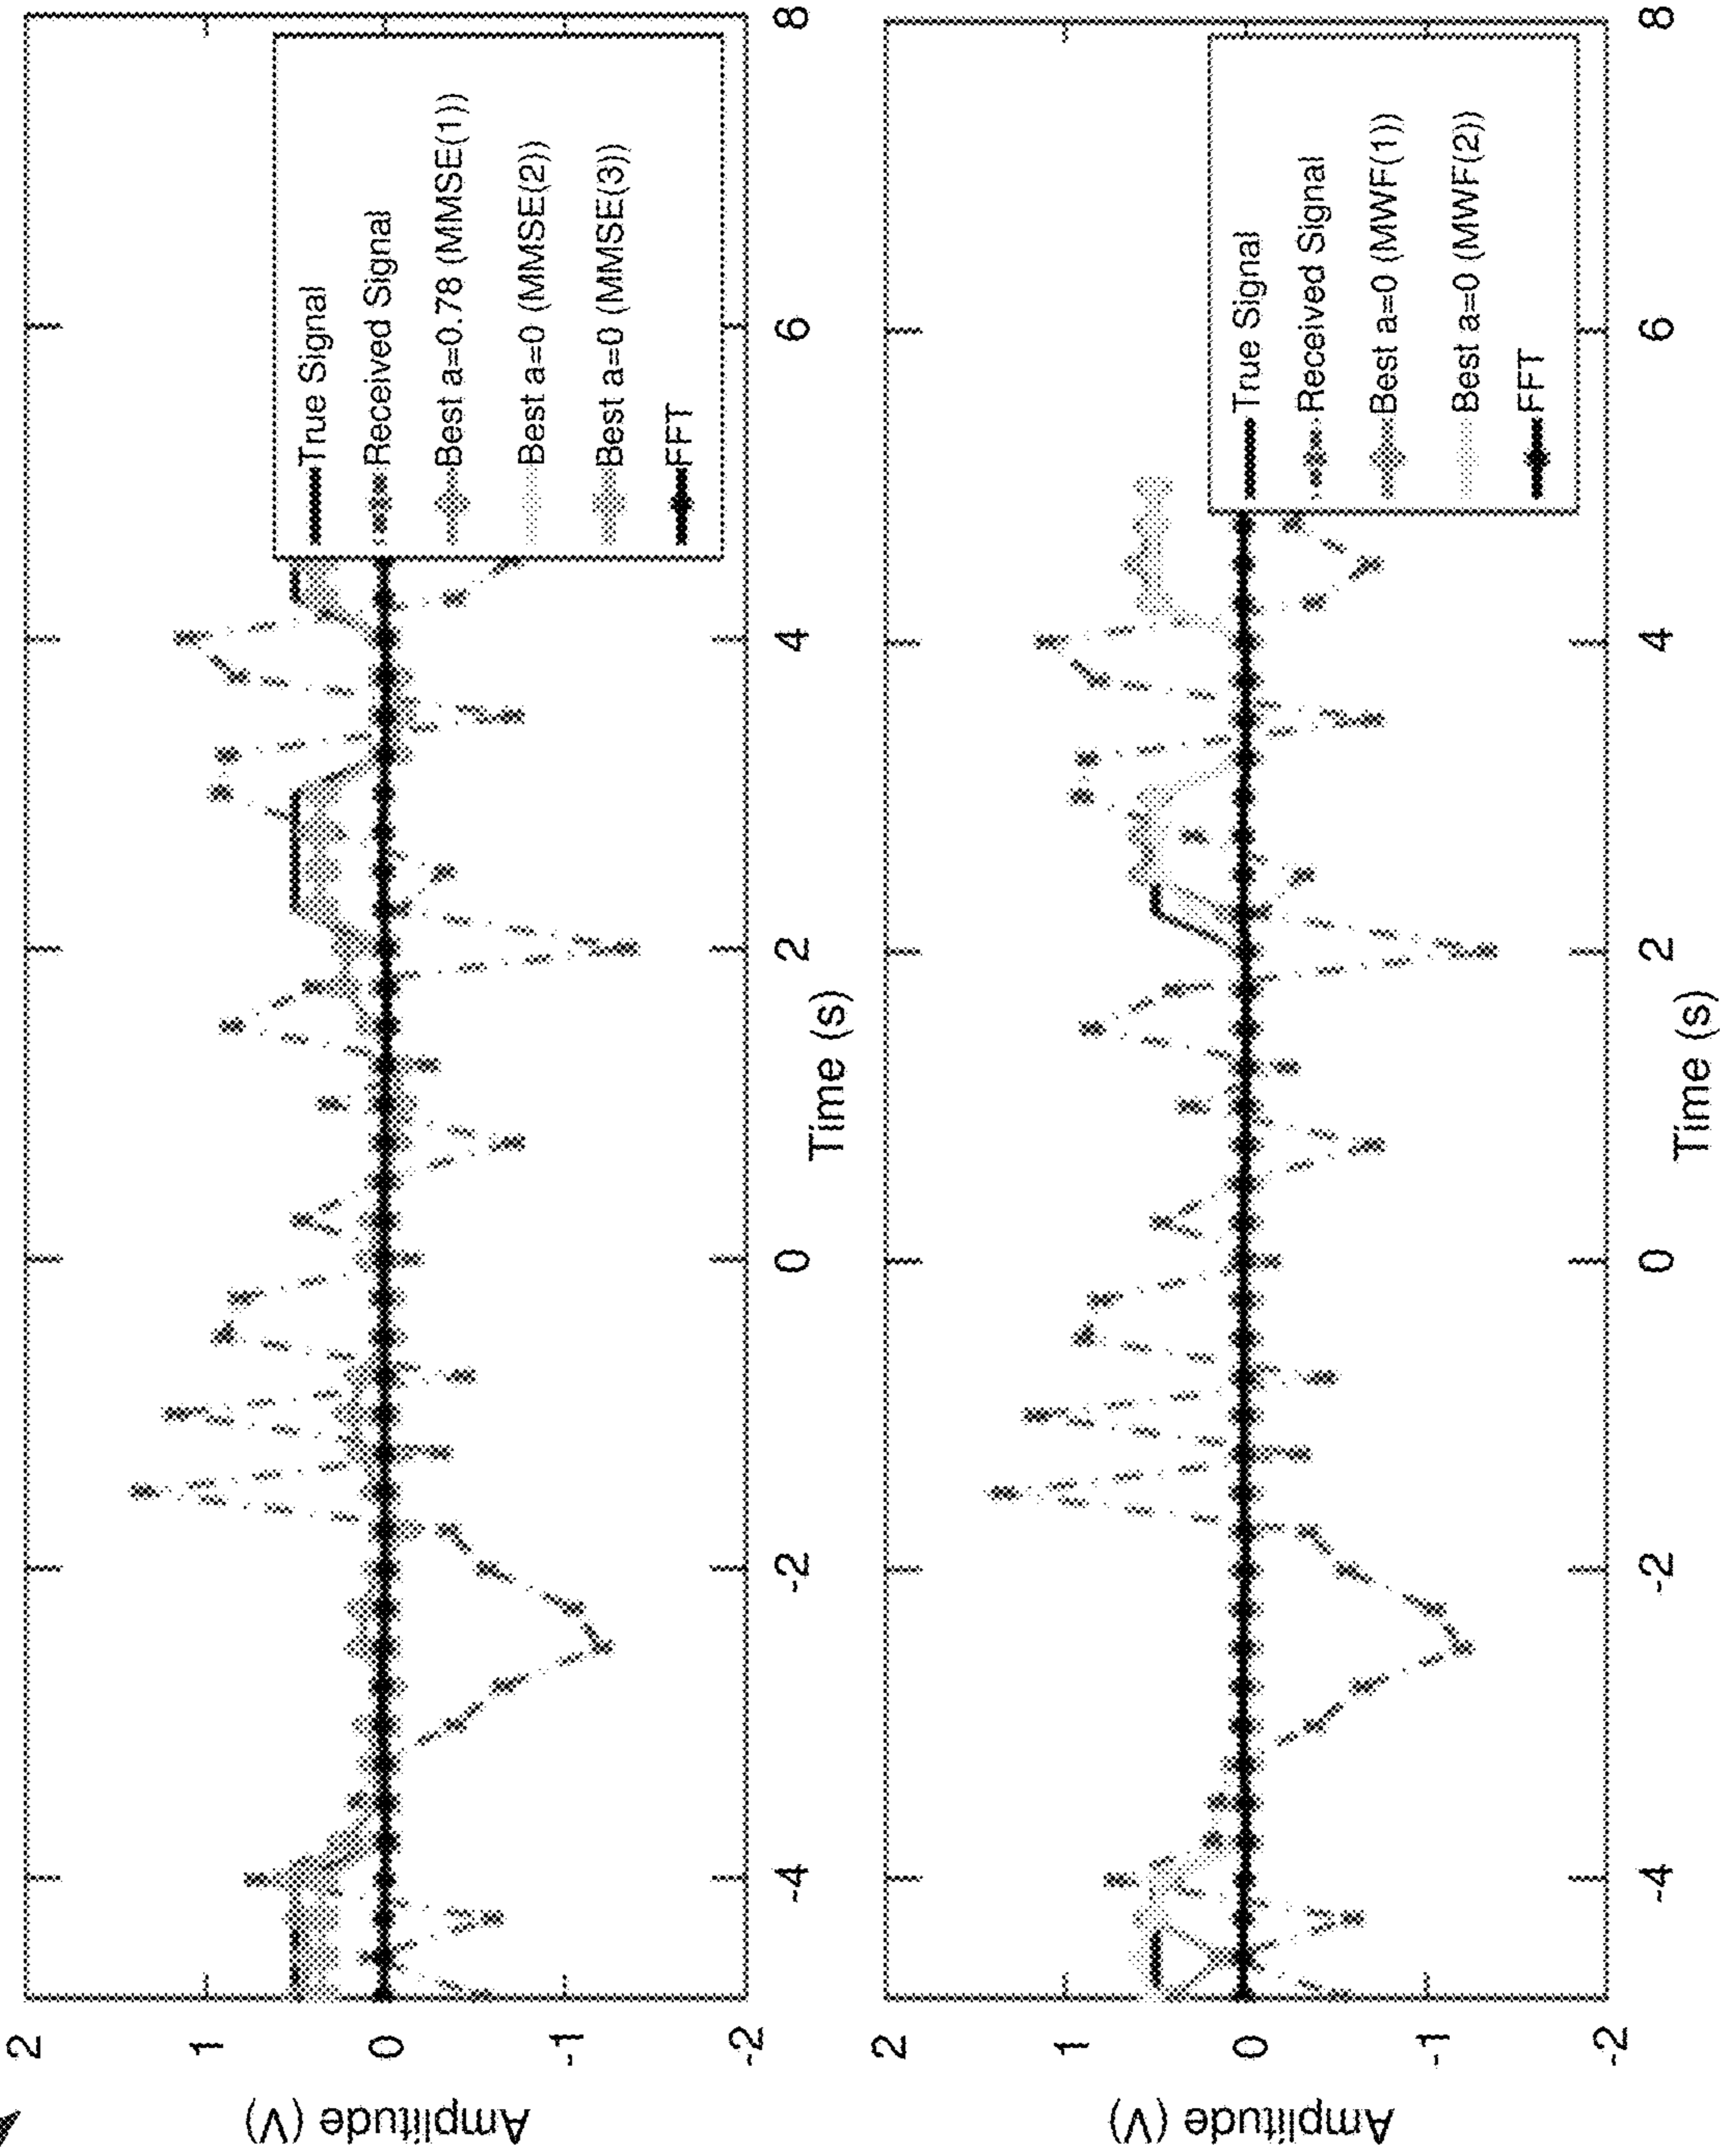 2
1
0
-1
-2
Amplitude (V)
-4
-2
0
2
4
6
8
Time (s)
True Signal
Received Signal
Best a=0.78 (MMSE(1))
Best a=0 (MMSE(2))
Best a=0 (MMSE(3))
FFT
2
1
0
-1
-2
Amplitude (V)
-4
-2
0
2
4
6
8
Time (s)
True Signal
Received Signal
Best a=0 (MWF(1))
Best a=0 (MWF(2))
FFT